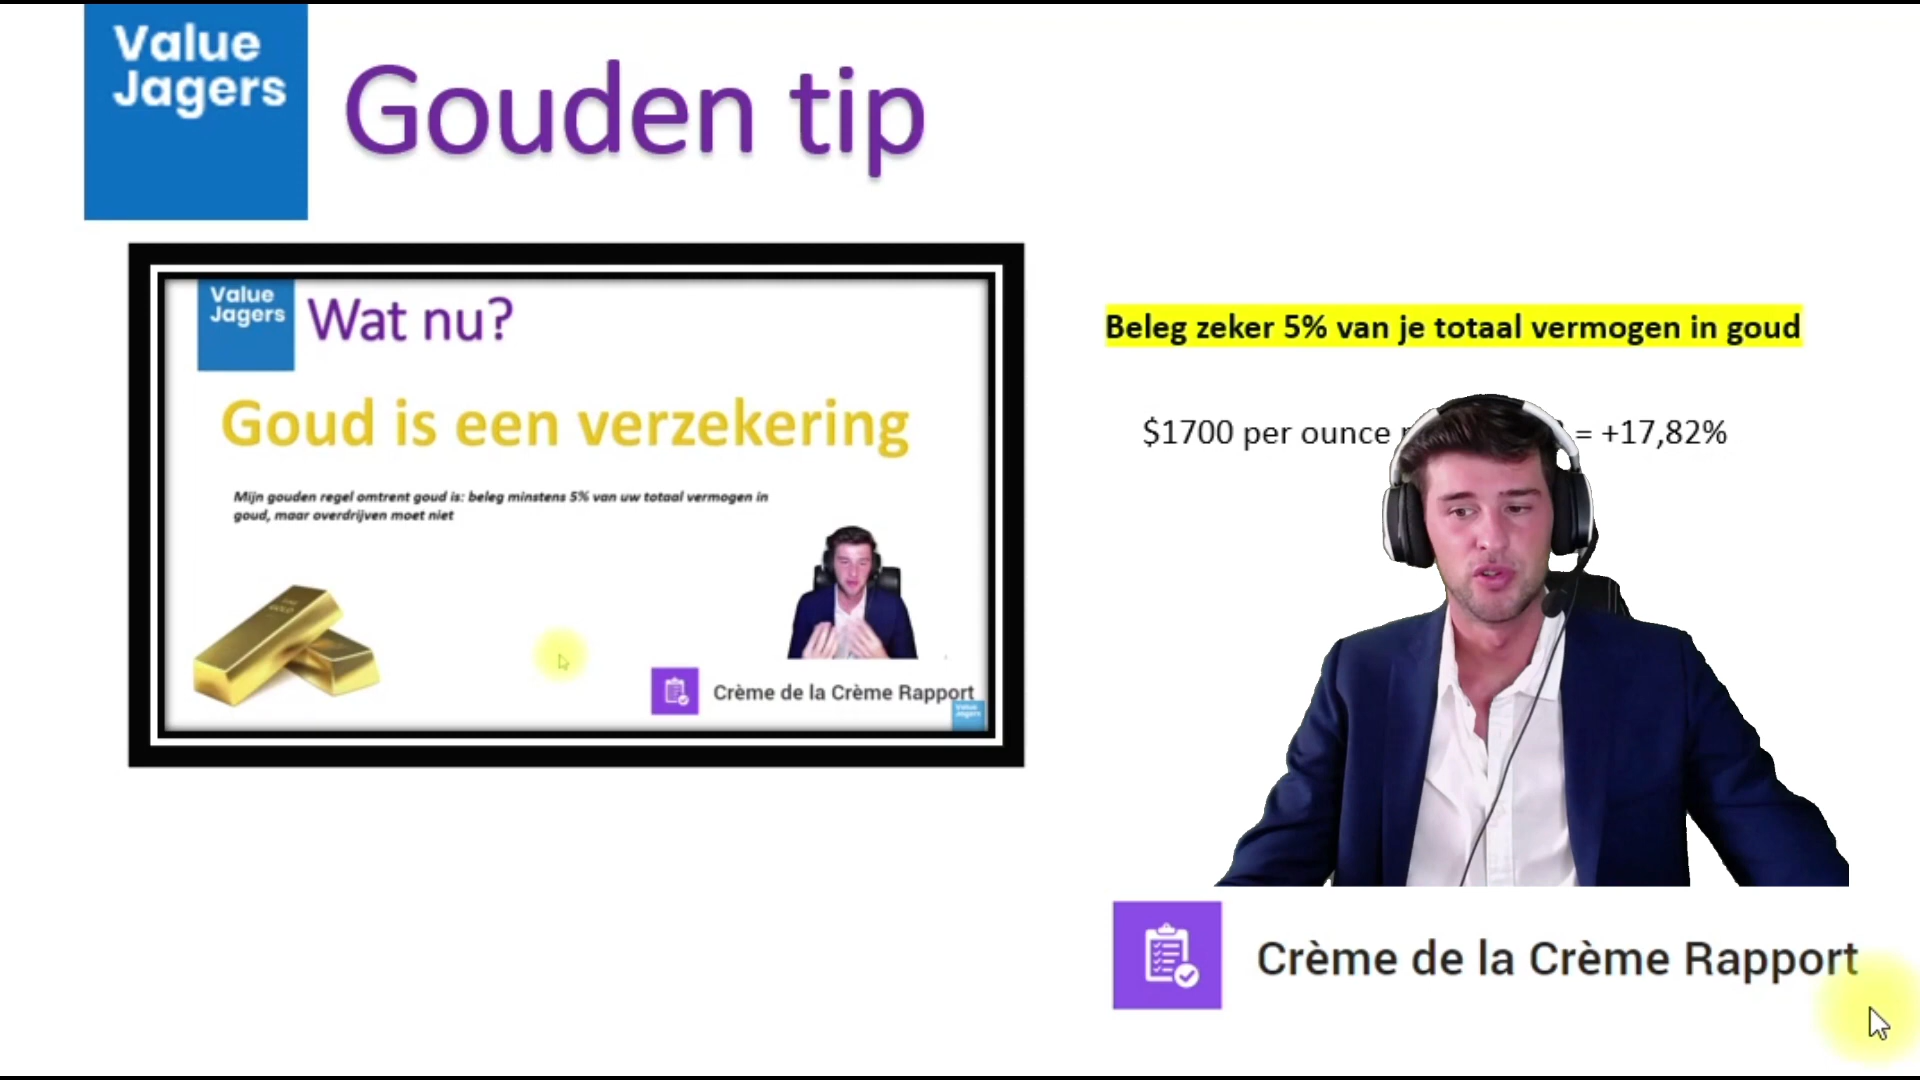 Value
Jagers
Gouden tip
Value
Jagers
Wat nu?
Goud is een verzekering
Mijn gouden regel omtrent goud is: beleg minstens 5% van uw totaal vermogen in
goud, maar overdrijven moet niet
Crème de la Crème Rapport
Value
Jagers
Beleg zeker 5% van je totaal vermogen in goud
$1700 per ounce = +17,82%
Crème de la Crème Rapport